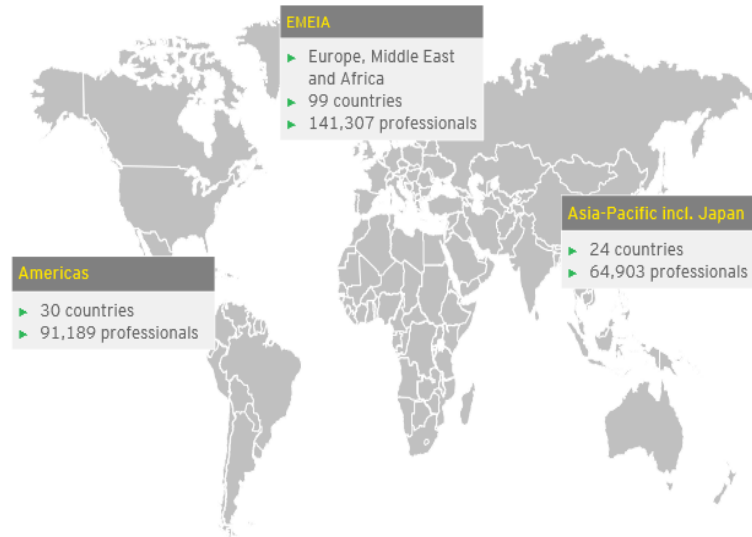 EMEIA
Europe, Middle East
and Africa
99 countries
141,307 professionals
Asia-Pacific incl. Japan
24 countries
64,903 professionals
Americas
30 countries
91,189 professionals